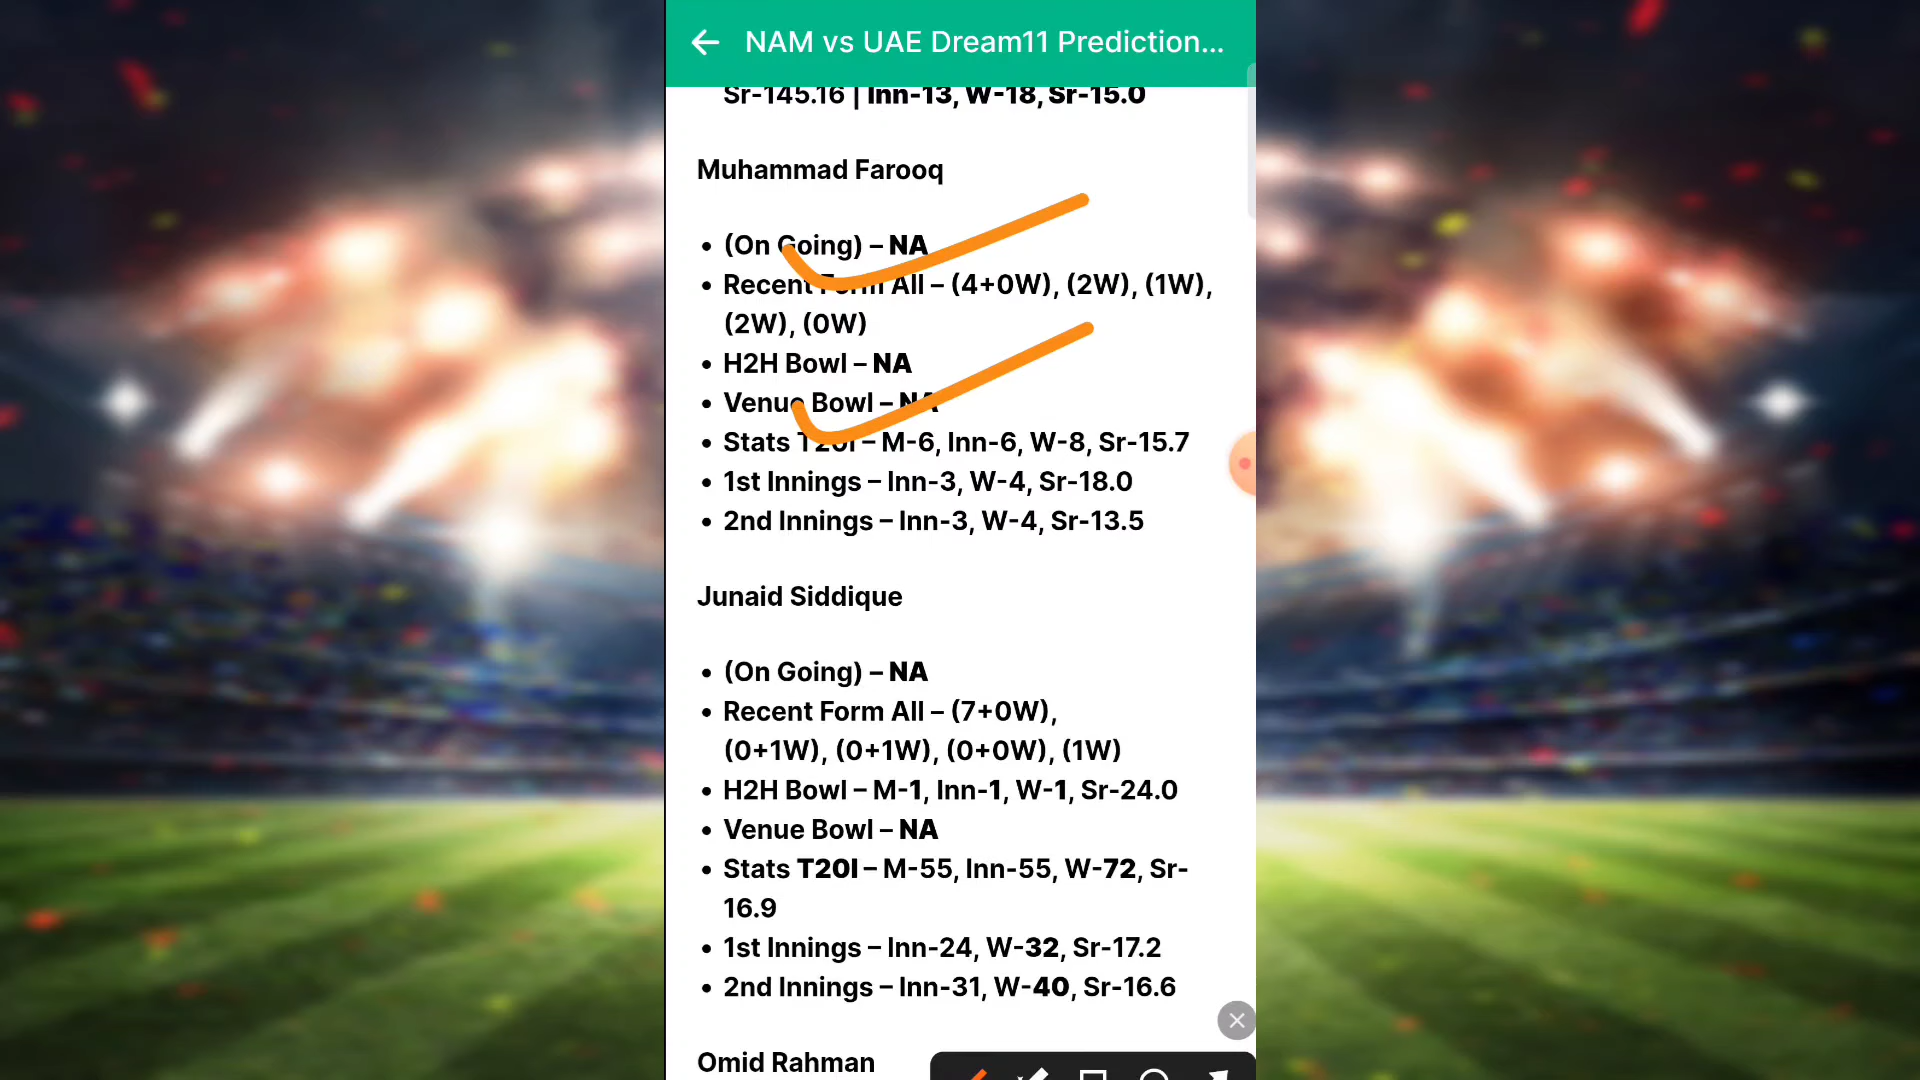 NAM vs UAE Dream11 Prediction...
Sr-145.16 | Inn-13, W-18, Sr-15.0
Muhammad Farooq
• (On Going) – NA
• Recent Form All – (4+0W), (2W), (1W),
(2W), (0W)
• H2H Bowl – NA
• Venue Bowl – NA
• Stats T20I – M-6, Inn-6, W-8, Sr-15.7
• 1st Innings – Inn-3, W-4, Sr-18.0
• 2nd Innings – Inn-3, W-4, Sr-13.5
Junaid Siddique
• (On Going) – NA
• Recent Form All – (7+0W),
(0+1W), (0+1W), (0+0W), (1W)
• H2H Bowl – M-1, Inn-1, W-1, Sr-24.0
• Venue Bowl – NA
• Stats T20I – M-55, Inn-55, W-72, Sr-
16.9
• 1st Innings – Inn-24, W-32, Sr-17.2
• 2nd Innings – Inn-31, W-40, Sr-16.6
Omid Rahman